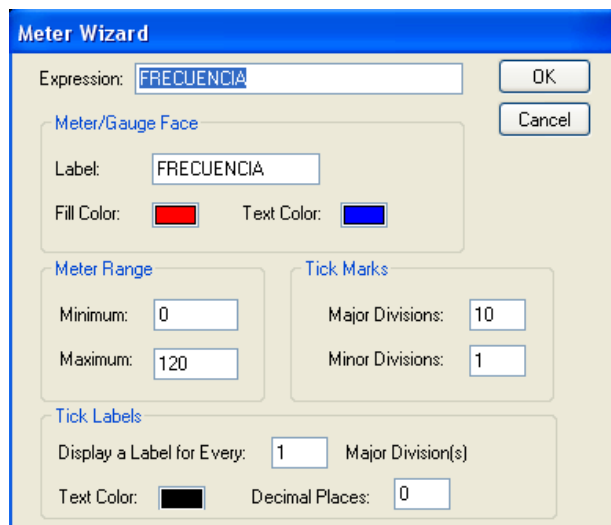 Meter Wizard
Expression: FRECUENCIA OK
Cancel
Meter/Gauge Face
Label: FRECUENCIA
Fill Color: Text Color:
Meter Range
Minimum: 0
Maximum: 120
Tick Marks
Major Divisions: 10
Minor Divisions: 1
Tick Labels
Display a Label for Every: 1 Major Division(s)
Text Color: Decimal Places: 0